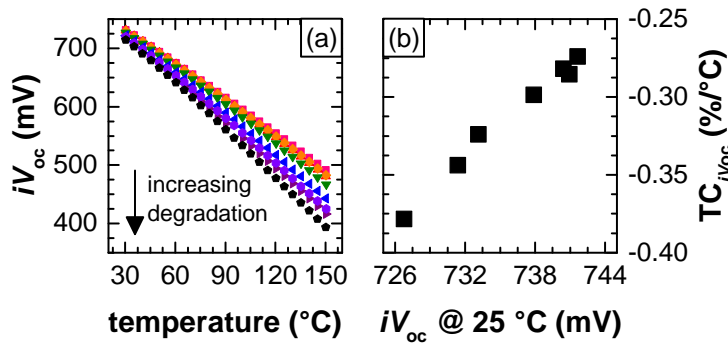 (a)
(b)
700
600
500
400
iVoc (mV)
increasing
degradation
30 60 90 120 150
temperature (°C)
-0.25
-0.30
-0.35
-0.40
TCiVoc (%/°C)
726 732 738 744
iVoc @ 25 °C (mV)